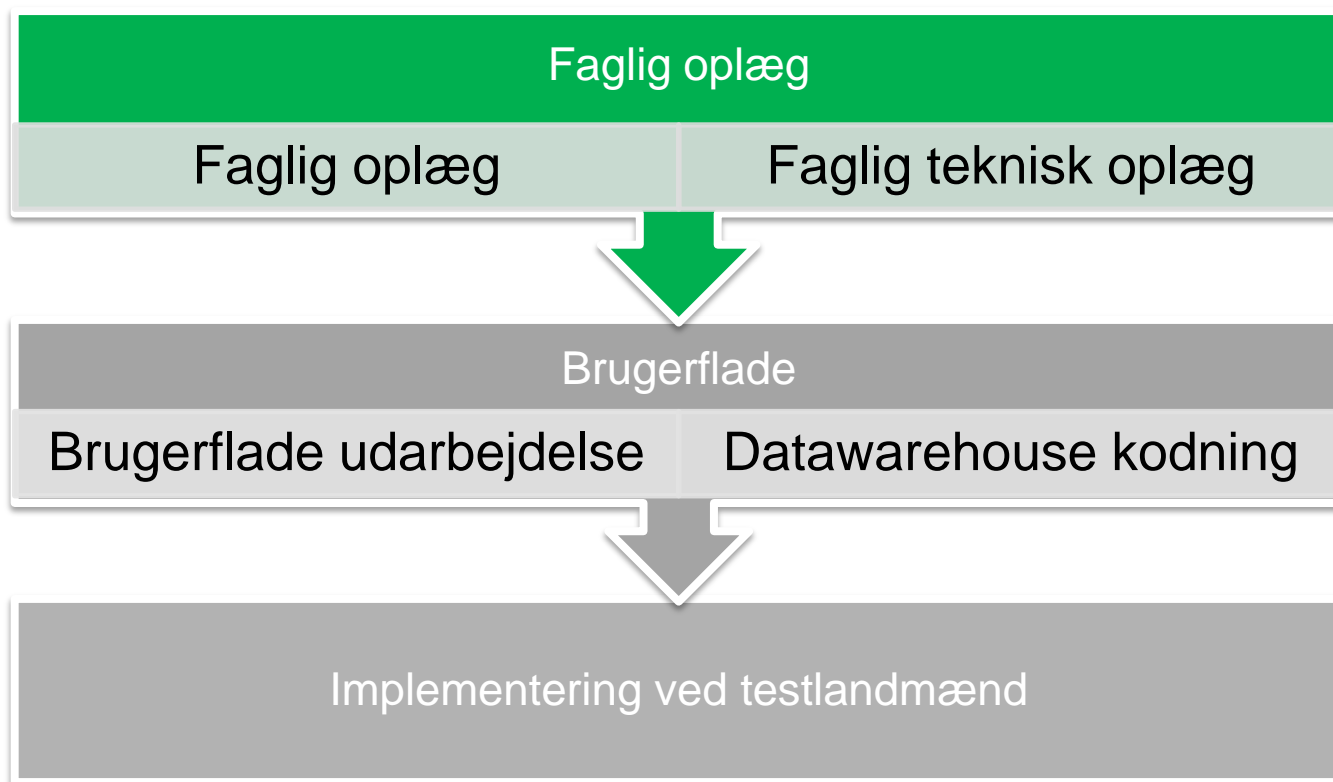 Faglig oplæg
Faglig oplæg
Faglig teknisk oplæg
Brugerflade
Brugerflade udarbejdelse
Datawarehouse kodning
Implementering ved testlandmænd